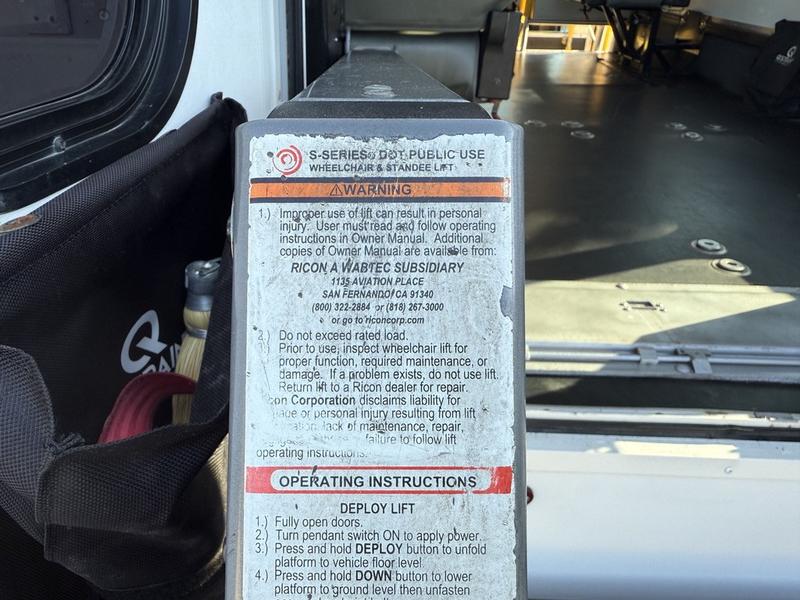 S-SERIES® DOT PUBLIC USE
WHEELCHAIR & STANDEE LIFT
⚠WARNING
1.) Improper use of lift can result in personal
injury. User must read and follow operating
instructions in Owner Manual. Additional
copies of Owner Manual are available from:
RICON A WABTEC SUBSIDIARY
1135 AVIATION PLACE
SAN FERNANDO, CA 91340
(800) 322-2884 or (818) 267-3000
or go to riconcorp.com
2.) Do not exceed rated load.
Prior to use, inspect wheelchair lift for
proper function, required maintenance, or
damage. If a problem exists, do not use lift.
Return lift to a Ricon dealer for repair.
Corporation disclaims liability for
or personal injury resulting from lift
lack of maintenance, repair,
failure to follow lift
operating instructions.
OPERATING INSTRUCTIONS
DEPLOY LIFT
1.) Fully open doors.
2.) Turn pendant switch ON to apply power.
3.) Press and hold DEPLOY button to unfold
platform to vehicle floor level.
4.) Press and hold DOWN button to lower
platform to ground level then unfasten